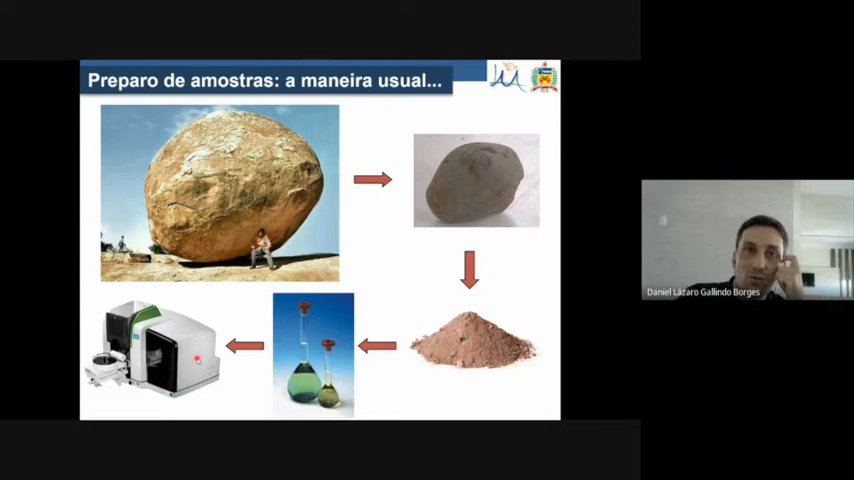 Preparo de amostras: a maneira usual...
Daniel Lázaro Gallindo Borges